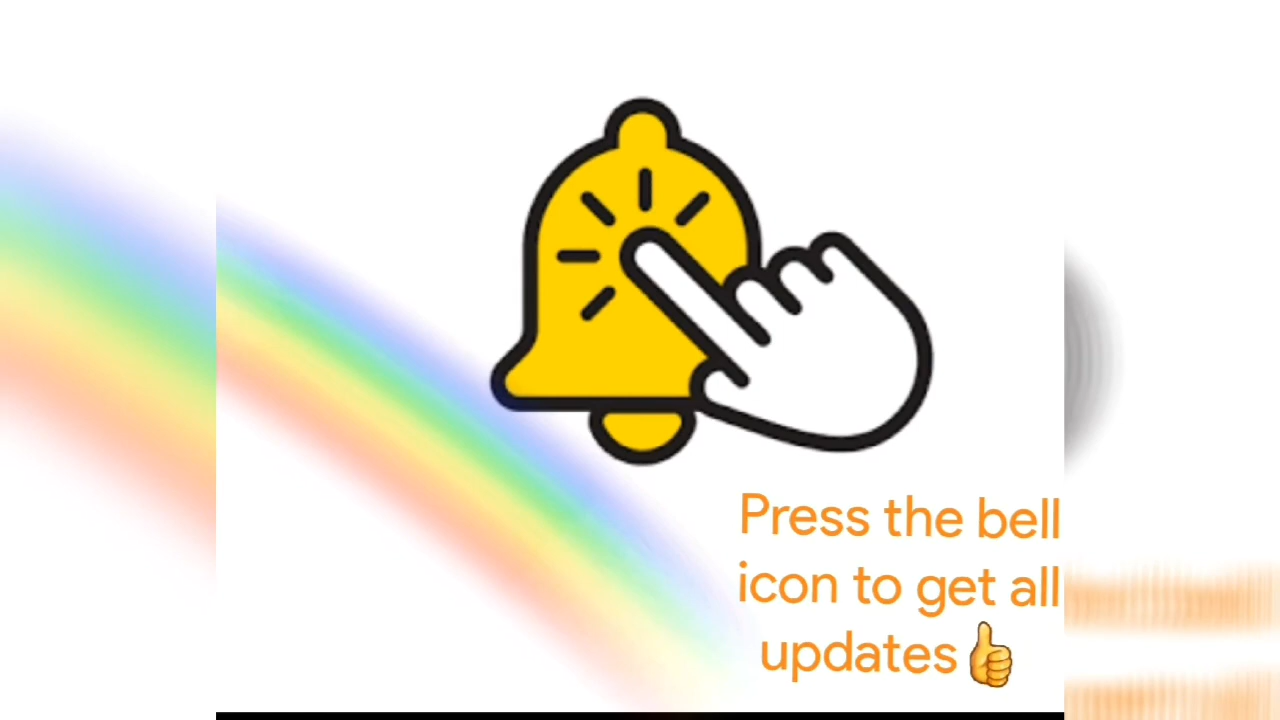 Press the bell
icon to get all
updates👍